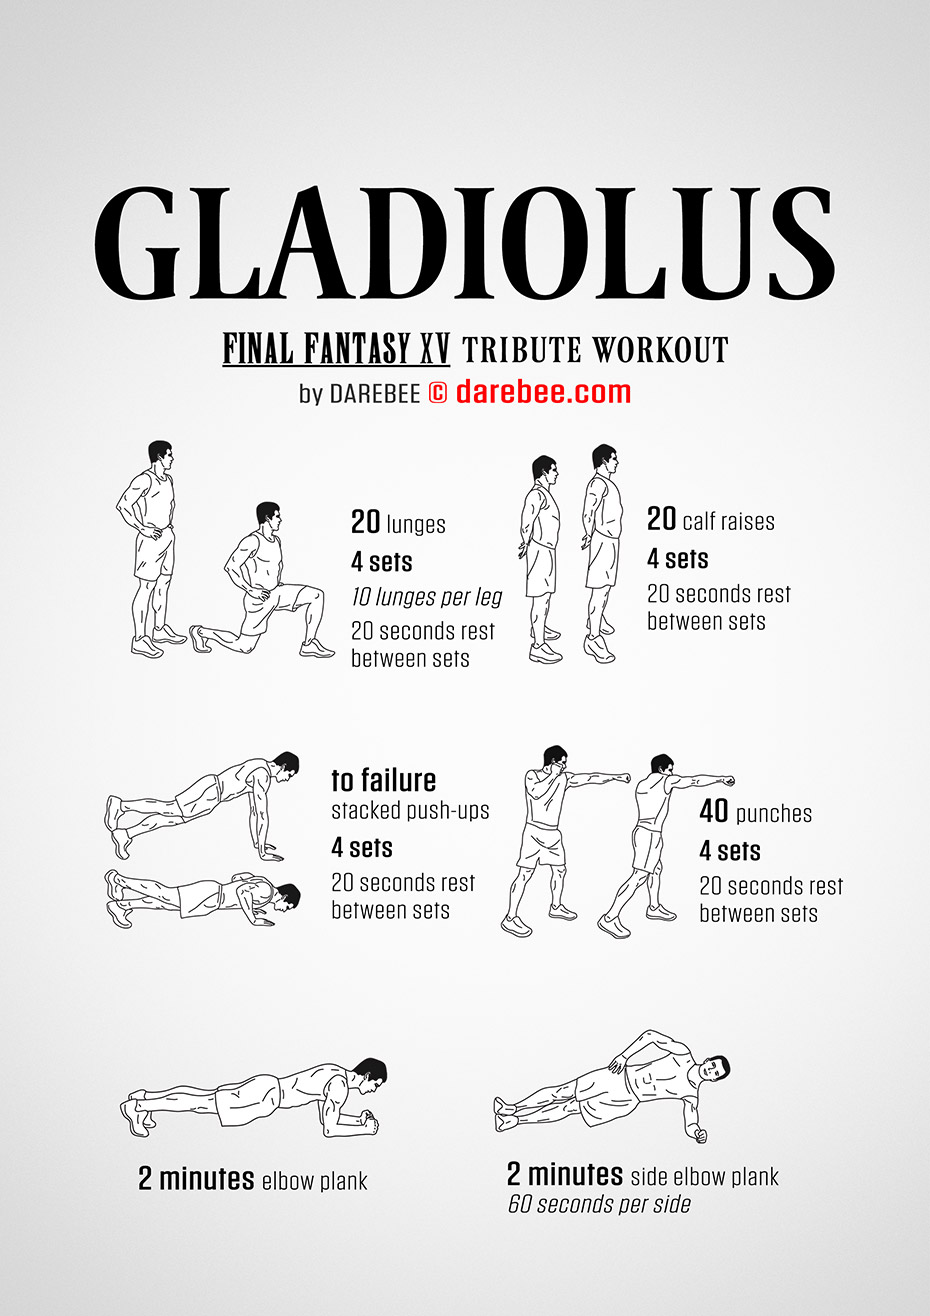 GLADIOLUS
FINAL FANTASY XV TRIBUTE WORKOUT
by DAREBEE © darebee.com
20 lunges
4 sets
10 lunges per leg
20 seconds rest
between sets
20 calf raises
4 sets
20 seconds rest
between sets
to failure
stacked push-ups
4 sets
20 seconds rest
between sets
40 punches
4 sets
20 seconds rest
between sets
2 minutes elbow plank
2 minutes side elbow plank
60 seconds per side